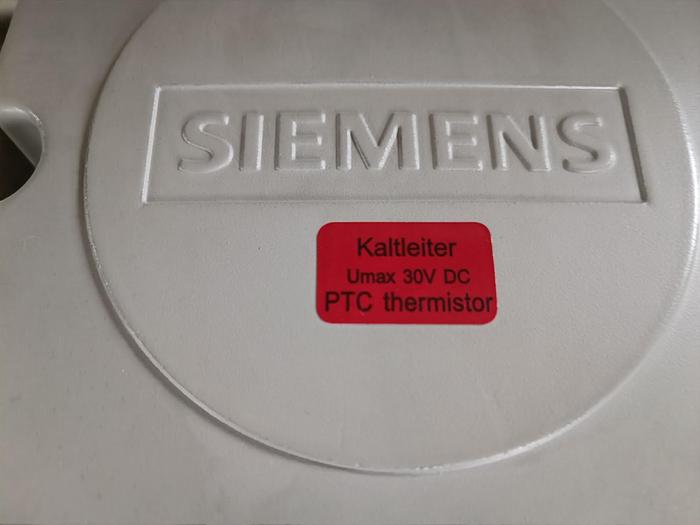 SIEMENS
Kaltleiter
Umax 30V DC
PTC thermistor